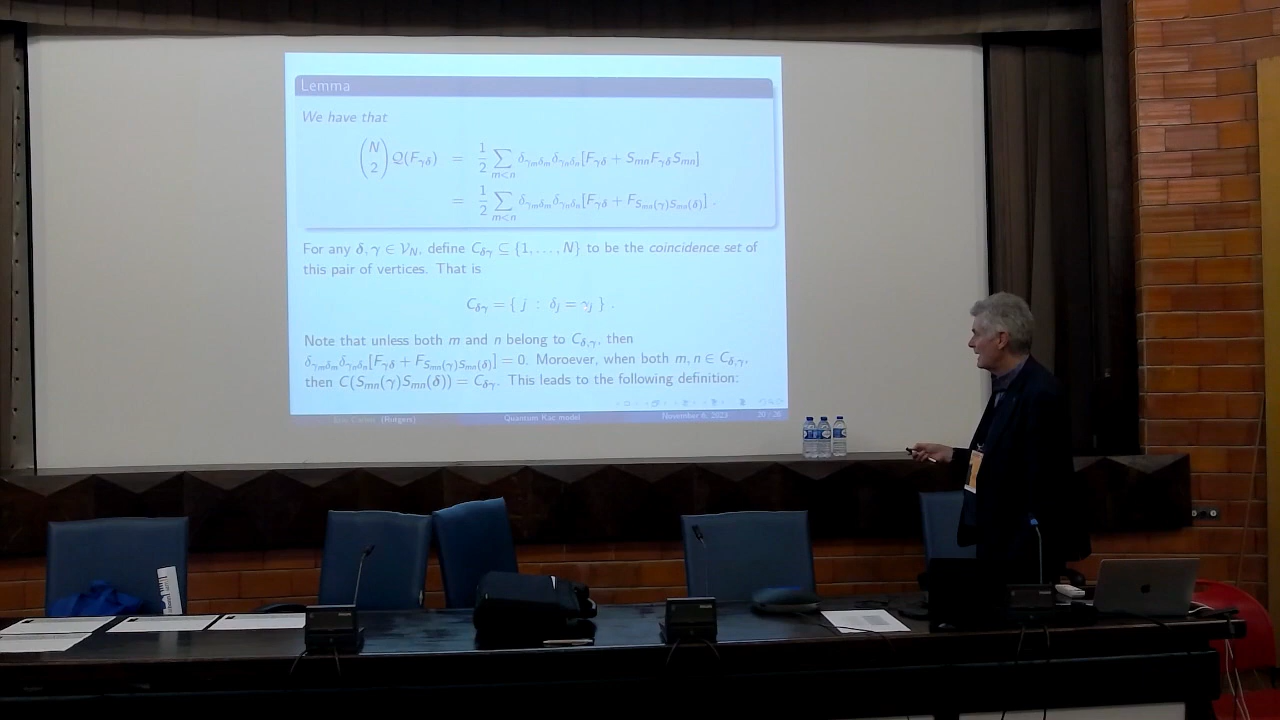 Lemma
We have that
$\binom{N}{2} \mathcal{Q}(F_{\gamma\delta}) = \frac{1}{2} \sum_{m<n} \delta_{\gamma_m\delta_m} \delta_{\gamma_n\delta_n} [F_{\gamma\delta} + S_{mn} F_{\gamma\delta} S_{mn}]$
$= \frac{1}{2} \sum_{m<n} \delta_{\gamma_m\delta_m} \delta_{\gamma_n\delta_n} [F_{\gamma\delta} + F_{S_{mn}(\gamma) S_{mn}(\delta)}] \ .$
For any $\delta, \gamma \in \mathcal{V}_N$, define $C_{\delta\gamma} \subseteq \{1, \ldots, N\}$ to be the coincidence set of
this pair of vertices. That is
$C_{\delta\gamma} = \{ \ j \ : \ \delta_j = \gamma_j \ \} \ .$
Note that unless both $m$ and $n$ belong to $C_{\delta,\gamma}$, then
$\delta_{\gamma_m\delta_m} \delta_{\gamma_n\delta_n} [F_{\gamma\delta} + F_{S_{mn}(\gamma) S_{mn}(\delta)}] = 0$. Moroever, when both $m, n \in C_{\delta,\gamma}$,
then $C(S_{mn}(\gamma) S_{mn}(\delta)) = C_{\delta\gamma}$. This leads to the following definition:
Eric Carlen (Rutgers) Quantum Kac model November 6, 2023 20 / 26